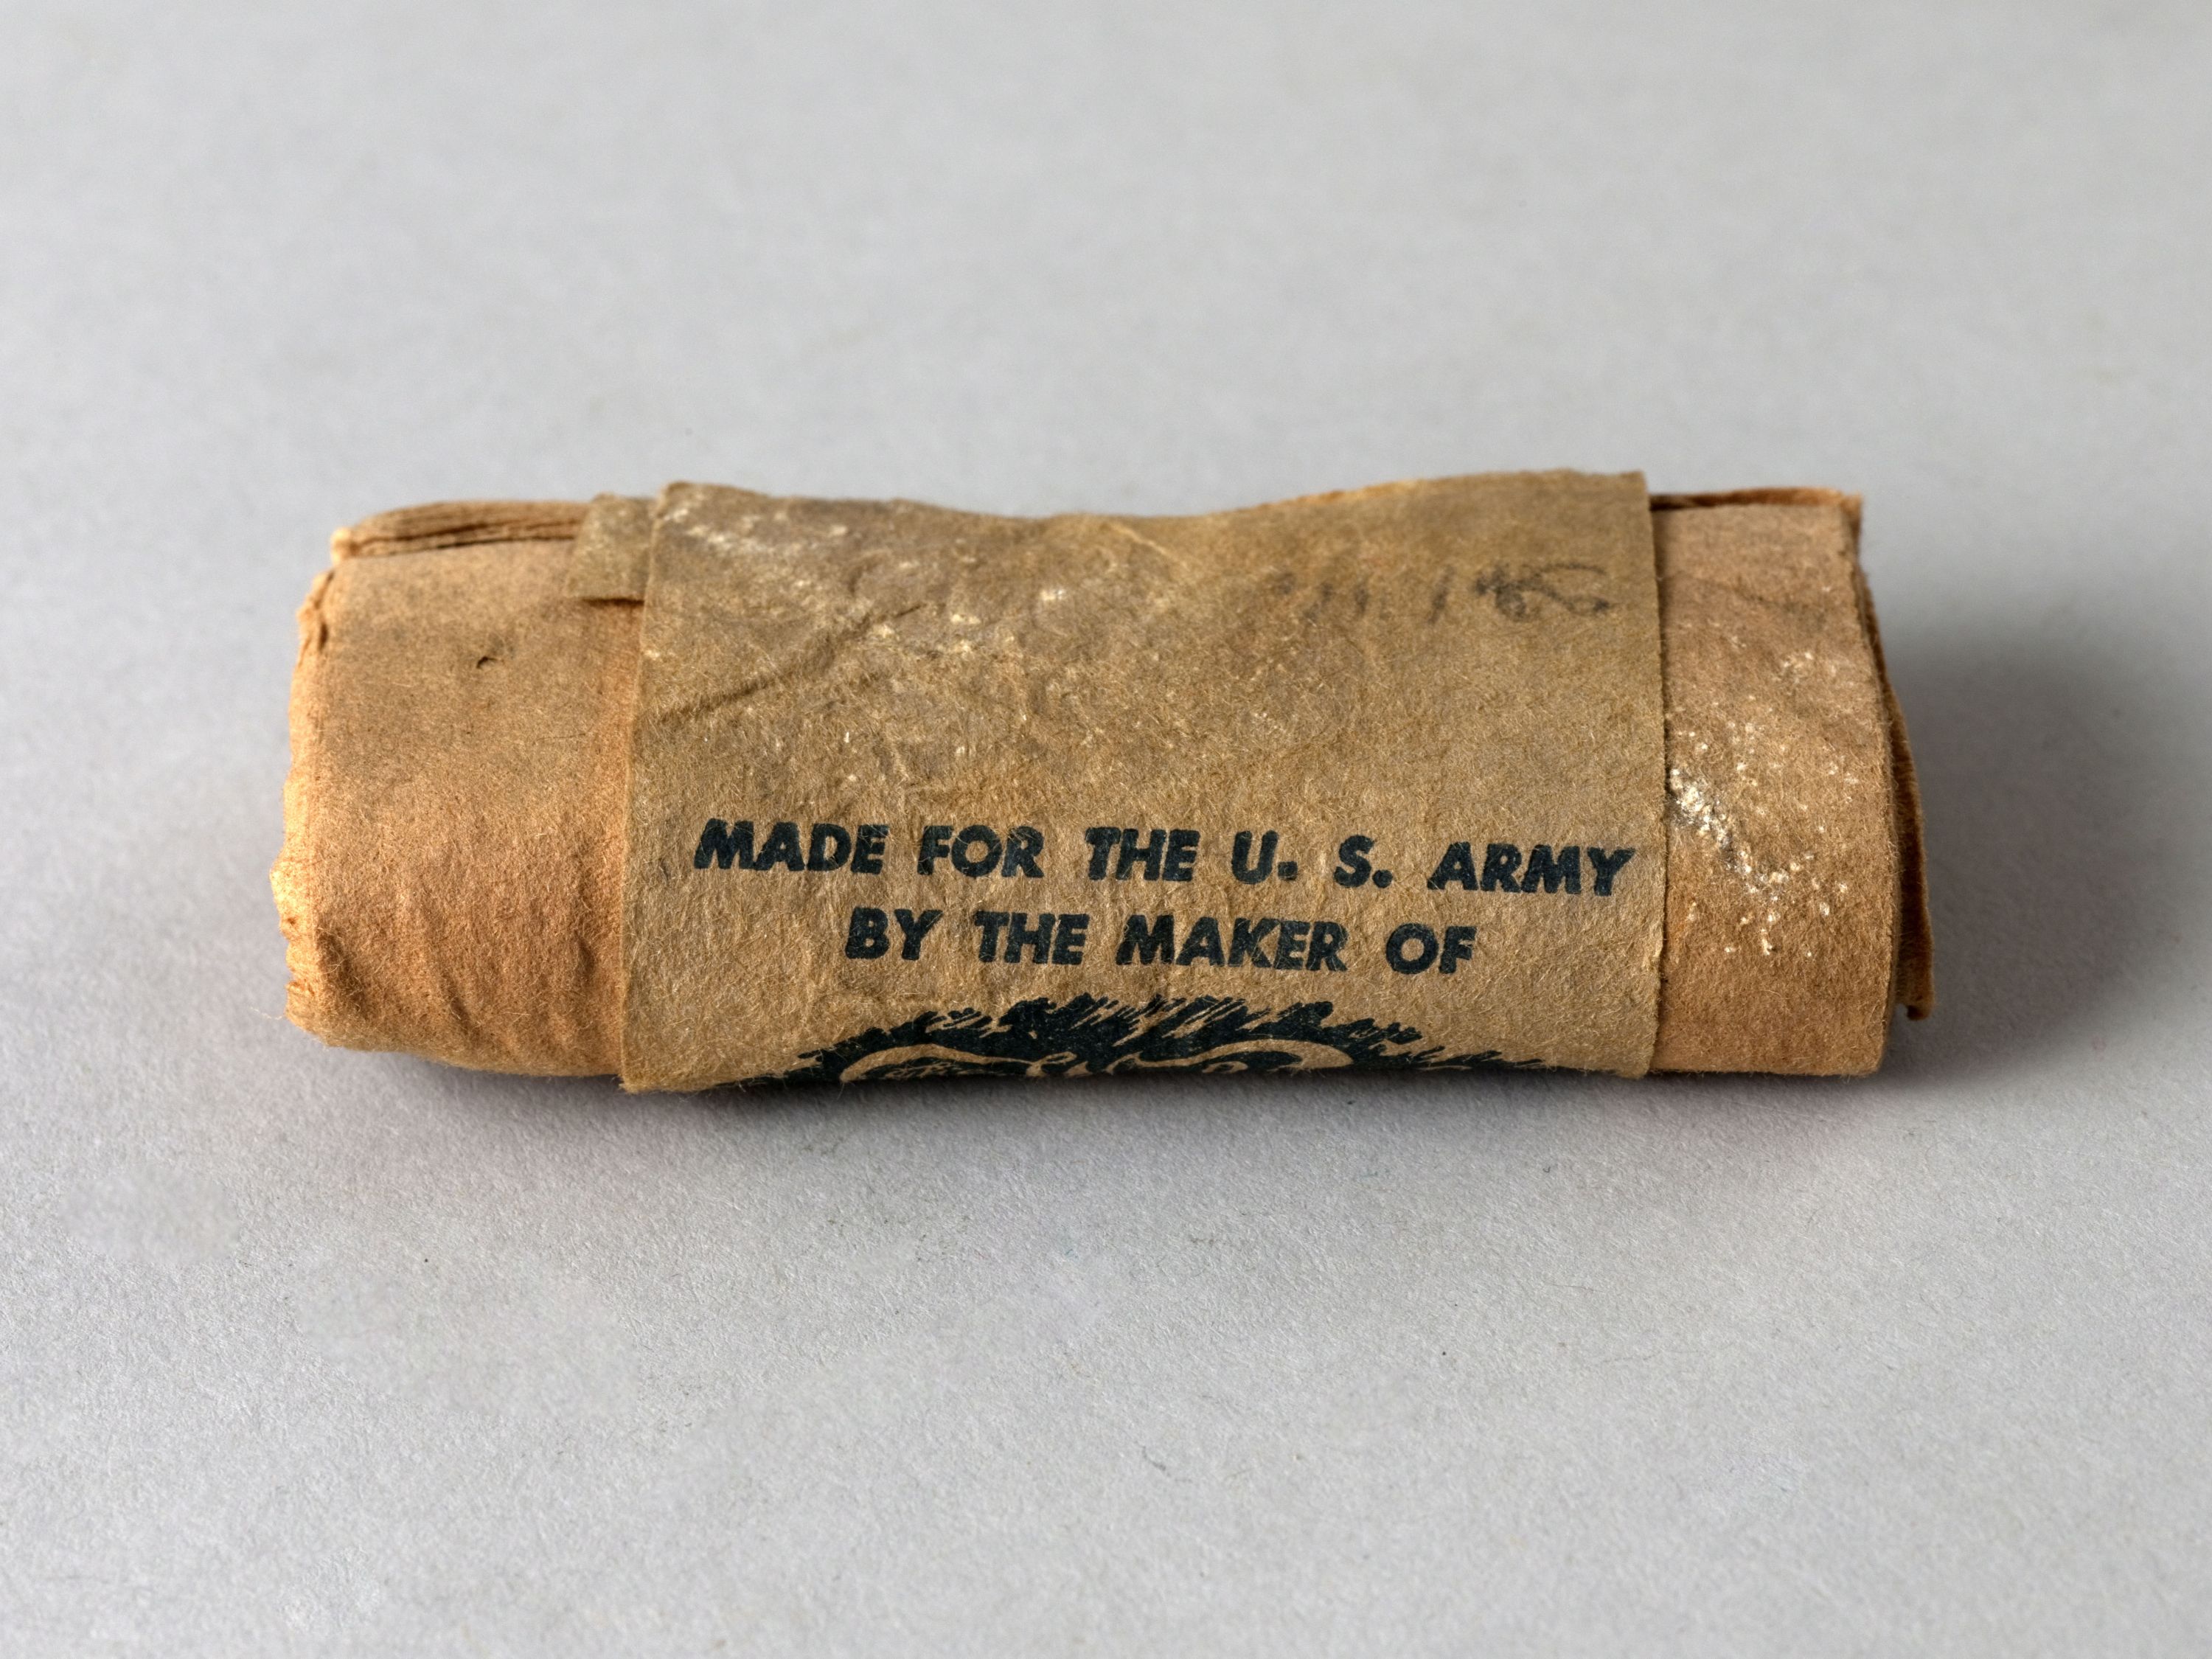 MADE FOR THE U. S. ARMY
BY THE MAKER OF